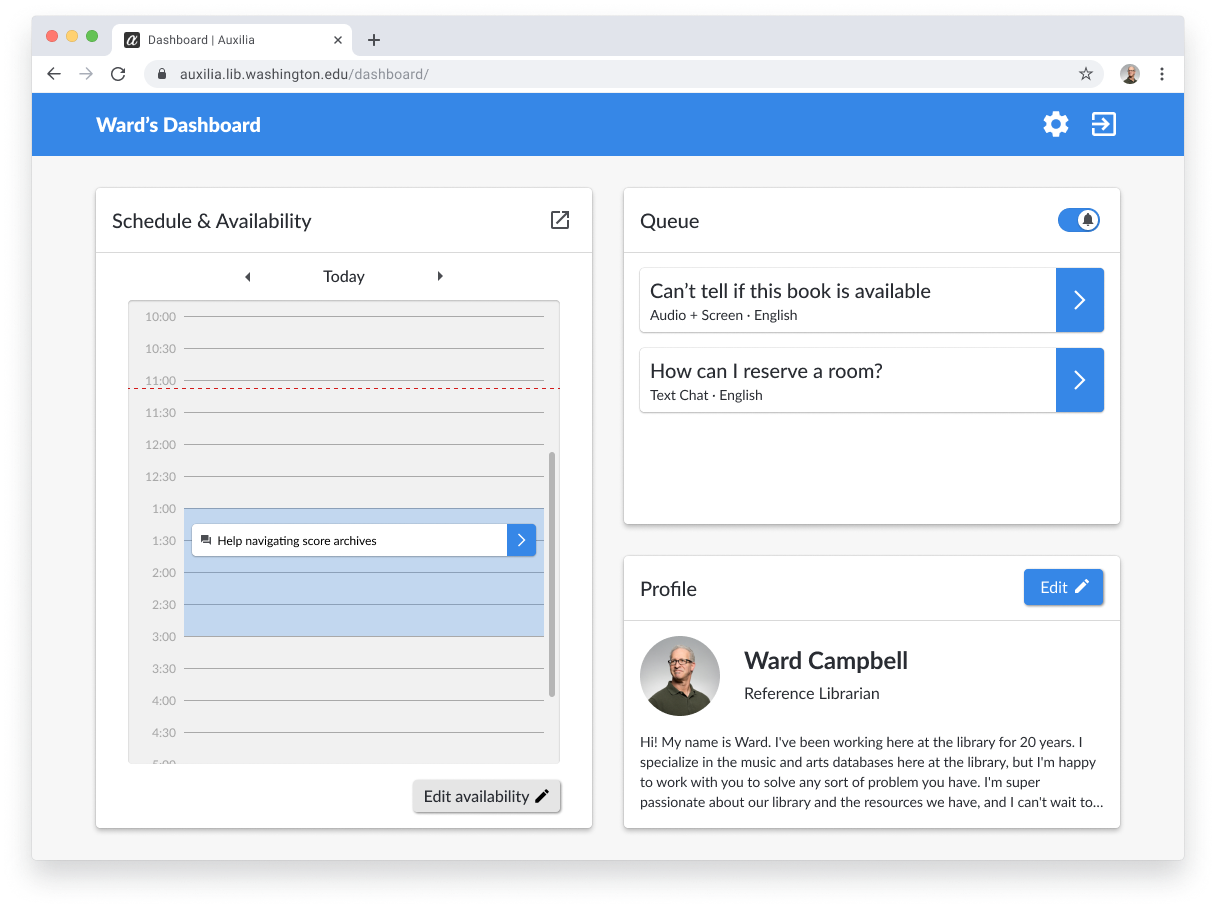 a Dashboard | Auxilia
auxilia.lib.washington.edu/dashboard/
Ward’s Dashboard
Schedule & Availability
Today
10:00
10:30
11:00
11:30
12:00
12:30
1:00
1:30 Help navigating score archives
2:00
2:30
3:00
3:30
4:00
4:30
5:00
Edit availability
Queue
Can’t tell if this book is available
Audio + Screen · English
How can I reserve a room?
Text Chat · English
Profile
Edit
Ward Campbell
Reference Librarian
Hi! My name is Ward. I've been working here at the library for 20 years. I
specialize in the music and arts databases here at the library, but I'm happy
to work with you to solve any sort of problem you have. I'm super
passionate about our library and the resources we have, and I can't wait to...